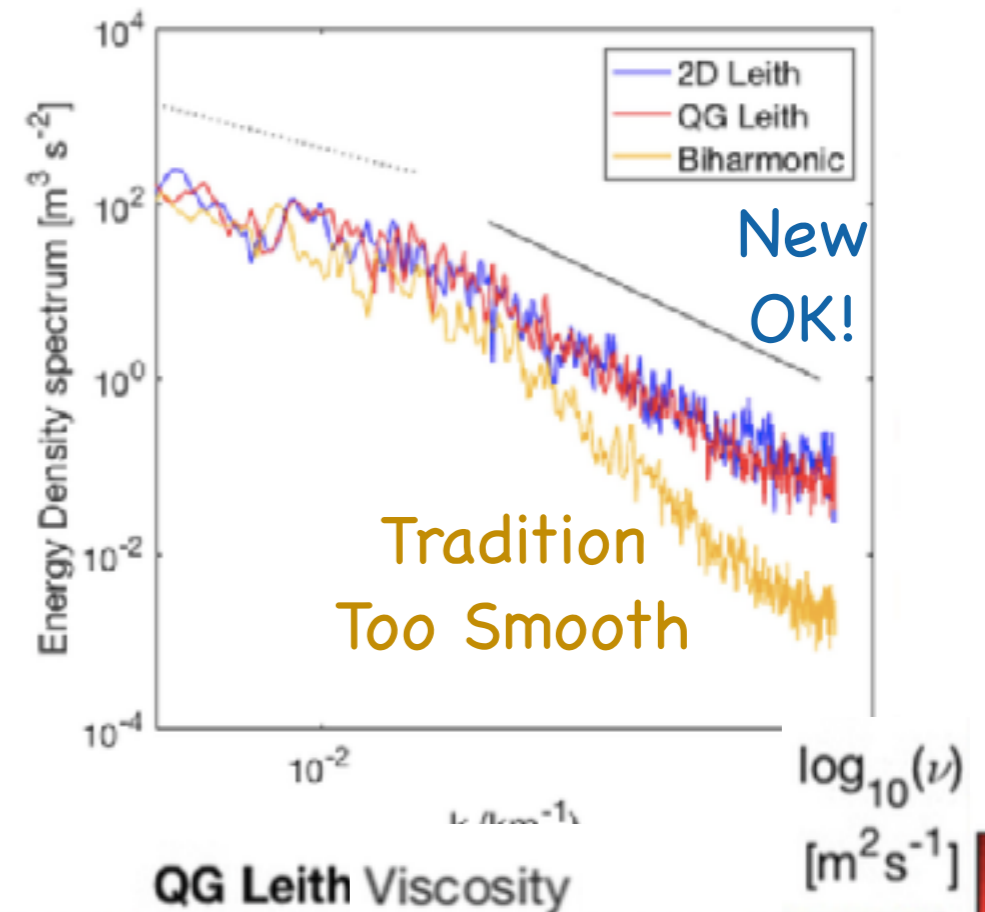 10^4
10^2
10^0
10^-2
10^-4
Energy Density spectrum [m^3 s^-2]
2D Leith
QG Leith
Biharmonic
New
OK!
Tradition
Too Smooth
10^-2
log_10(ν)
[m^2s^-1]
QG Leith Viscosity